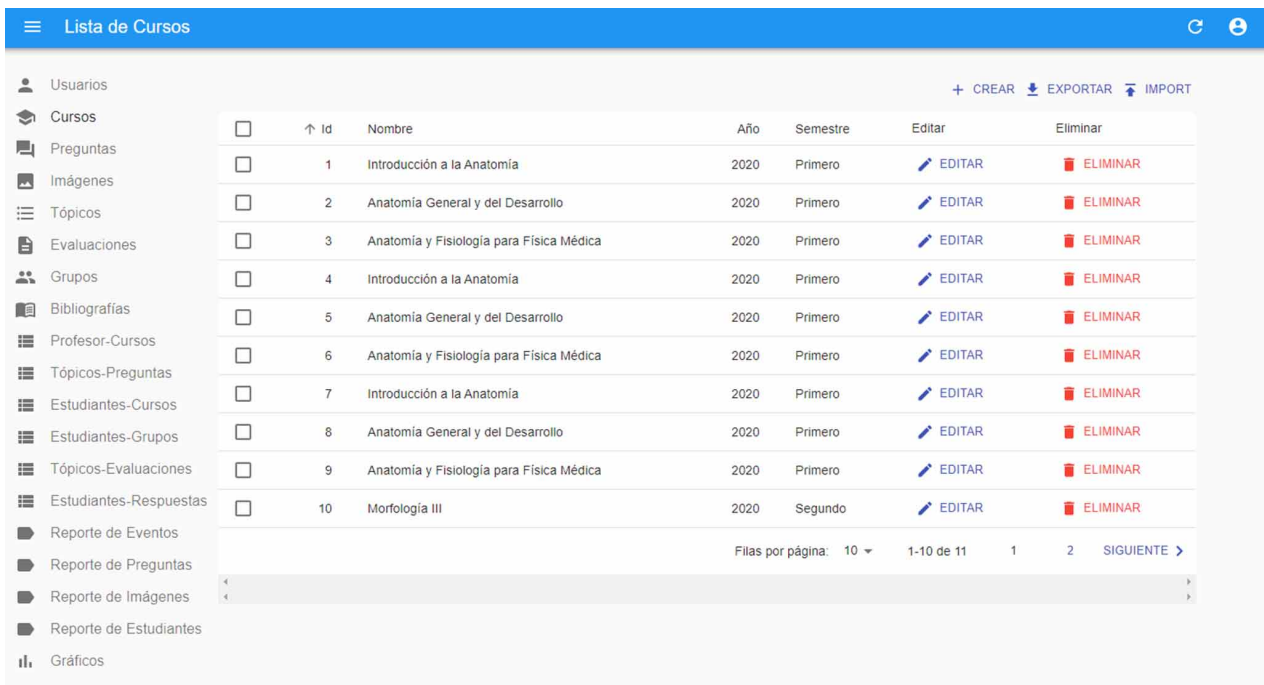 Lista de Cursos
Usuarios
Cursos
Preguntas
Imágenes
Tópicos
Evaluaciones
Grupos
Bibliografías
Profesor-Cursos
Tópicos-Preguntas
Estudiantes-Cursos
Estudiantes-Grupos
Tópicos-Evaluaciones
Estudiantes-Respuestas
Reporte de Eventos
Reporte de Preguntas
Reporte de Imágenes
Reporte de Estudiantes
Gráficos
CREAR EXPORTAR IMPORT
Id Nombre Año Semestre Editar Eliminar
1 Introducción a la Anatomía 2020 Primero EDITAR ELIMINAR
2 Anatomía General y del Desarrollo 2020 Primero EDITAR ELIMINAR
3 Anatomía y Fisiología para Física Médica 2020 Primero EDITAR ELIMINAR
4 Introducción a la Anatomía 2020 Primero EDITAR ELIMINAR
5 Anatomía General y del Desarrollo 2020 Primero EDITAR ELIMINAR
6 Anatomía y Fisiología para Física Médica 2020 Primero EDITAR ELIMINAR
7 Introducción a la Anatomía 2020 Primero EDITAR ELIMINAR
8 Anatomía General y del Desarrollo 2020 Primero EDITAR ELIMINAR
9 Anatomía y Fisiología para Física Médica 2020 Primero EDITAR ELIMINAR
10 Morfología III 2020 Segundo EDITAR ELIMINAR
Filas por página: 10 1-10 de 11 1 2 SIGUIENTE